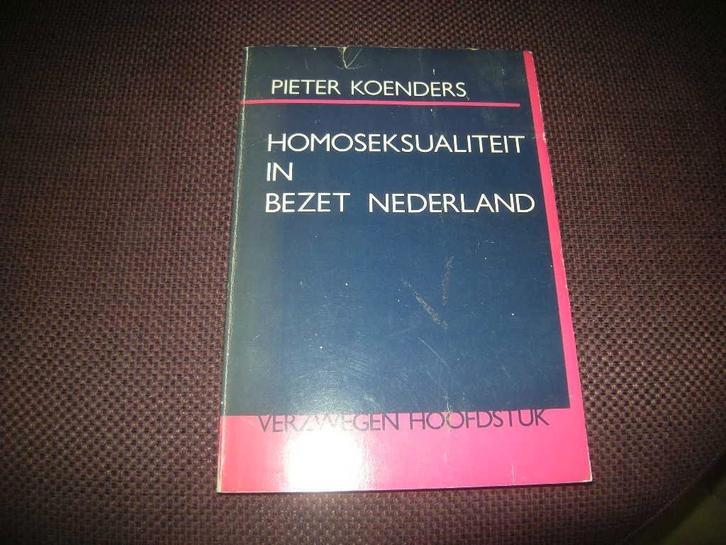 PIETER KOENDERS
HOMOSEKSUALITEIT
IN
BEZET NEDERLAND
VERZWEGEN HOOFDSTUK